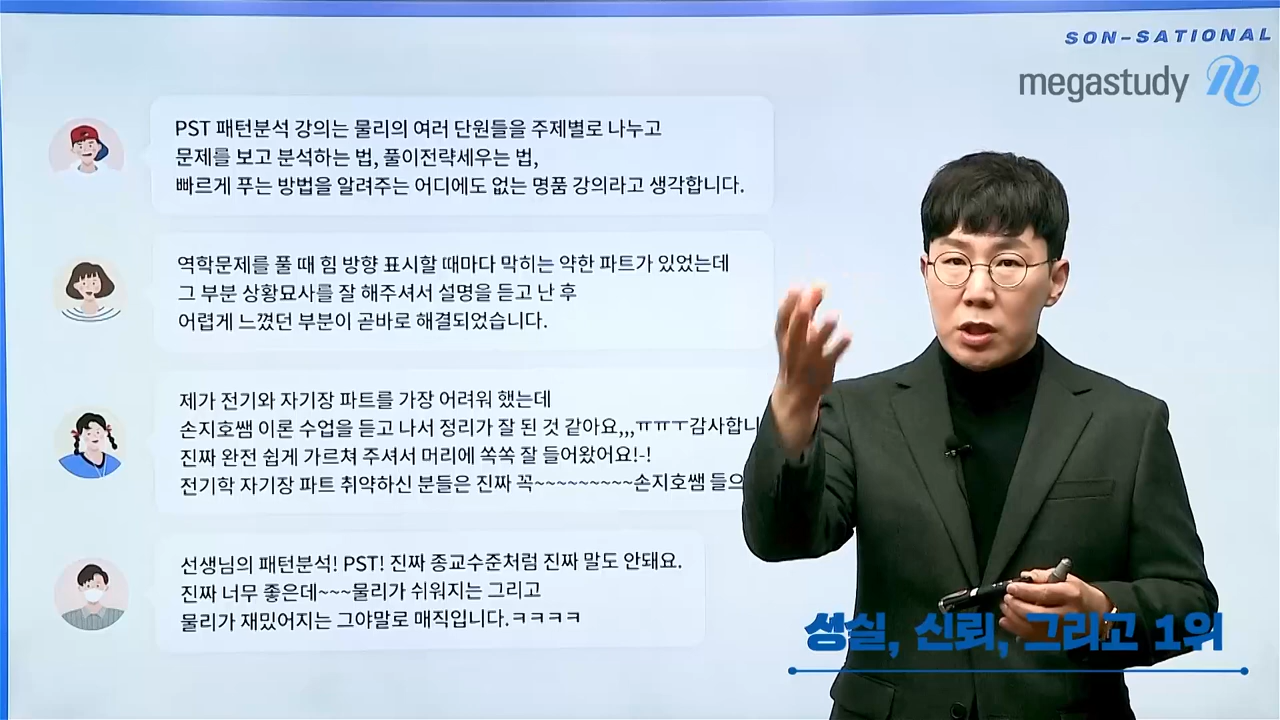 SON-SATIONAL
megastudy
PST 패턴분석 강의는 물리의 여러 단원들을 주제별로 나누고
문제를 보고 분석하는 법, 풀이전략세우는 법,
빠르게 푸는 방법을 알려주는 어디에도 없는 명품 강의라고 생각합니다.
역학문제를 풀 때 힘 방향 표시할 때마다 막히는 약한 파트가 있었는데
그 부분 상황묘사를 잘 해주셔서 설명을 듣고 난 후
어렵게 느꼈던 부분이 곧바로 해결되었습니다.
제가 전기와 자기장 파트를 가장 어려워 했는데
손지호쌤 이론 수업을 듣고 나서 정리가 잘 된 것 같아요,,,ㅠㅠㅜ감사합니
진짜 완전 쉽게 가르쳐 주셔서 머리에 쏙쏙 잘 들어왔어요!-!
전기학 자기장 파트 취약하신 분들은 진짜 꼭~~~~~~~~~손지호쌤 들으
선생님의 패턴분석! PST! 진짜 종교수준처럼 진짜 말도 안돼요.
진짜 너무 좋은데~~~물리가 쉬워지는 그리고
물리가 재밌어지는 그야말로 매직입니다.ㅋㅋㅋㅋ
성실, 신뢰, 그리고 1위